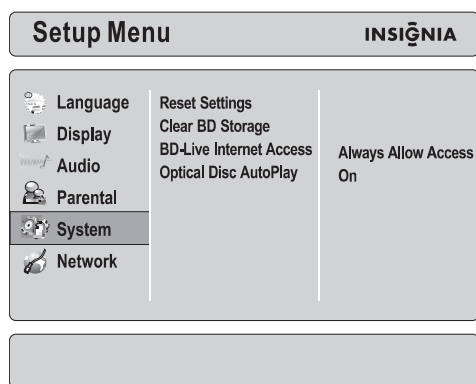 Setup Menu
INSIGNIA
Language
Display
Audio
Parental
System
Network
Reset Settings
Clear BD Storage
BD-Live Internet Access
Optical Disc AutoPlay
Always Allow Access
On